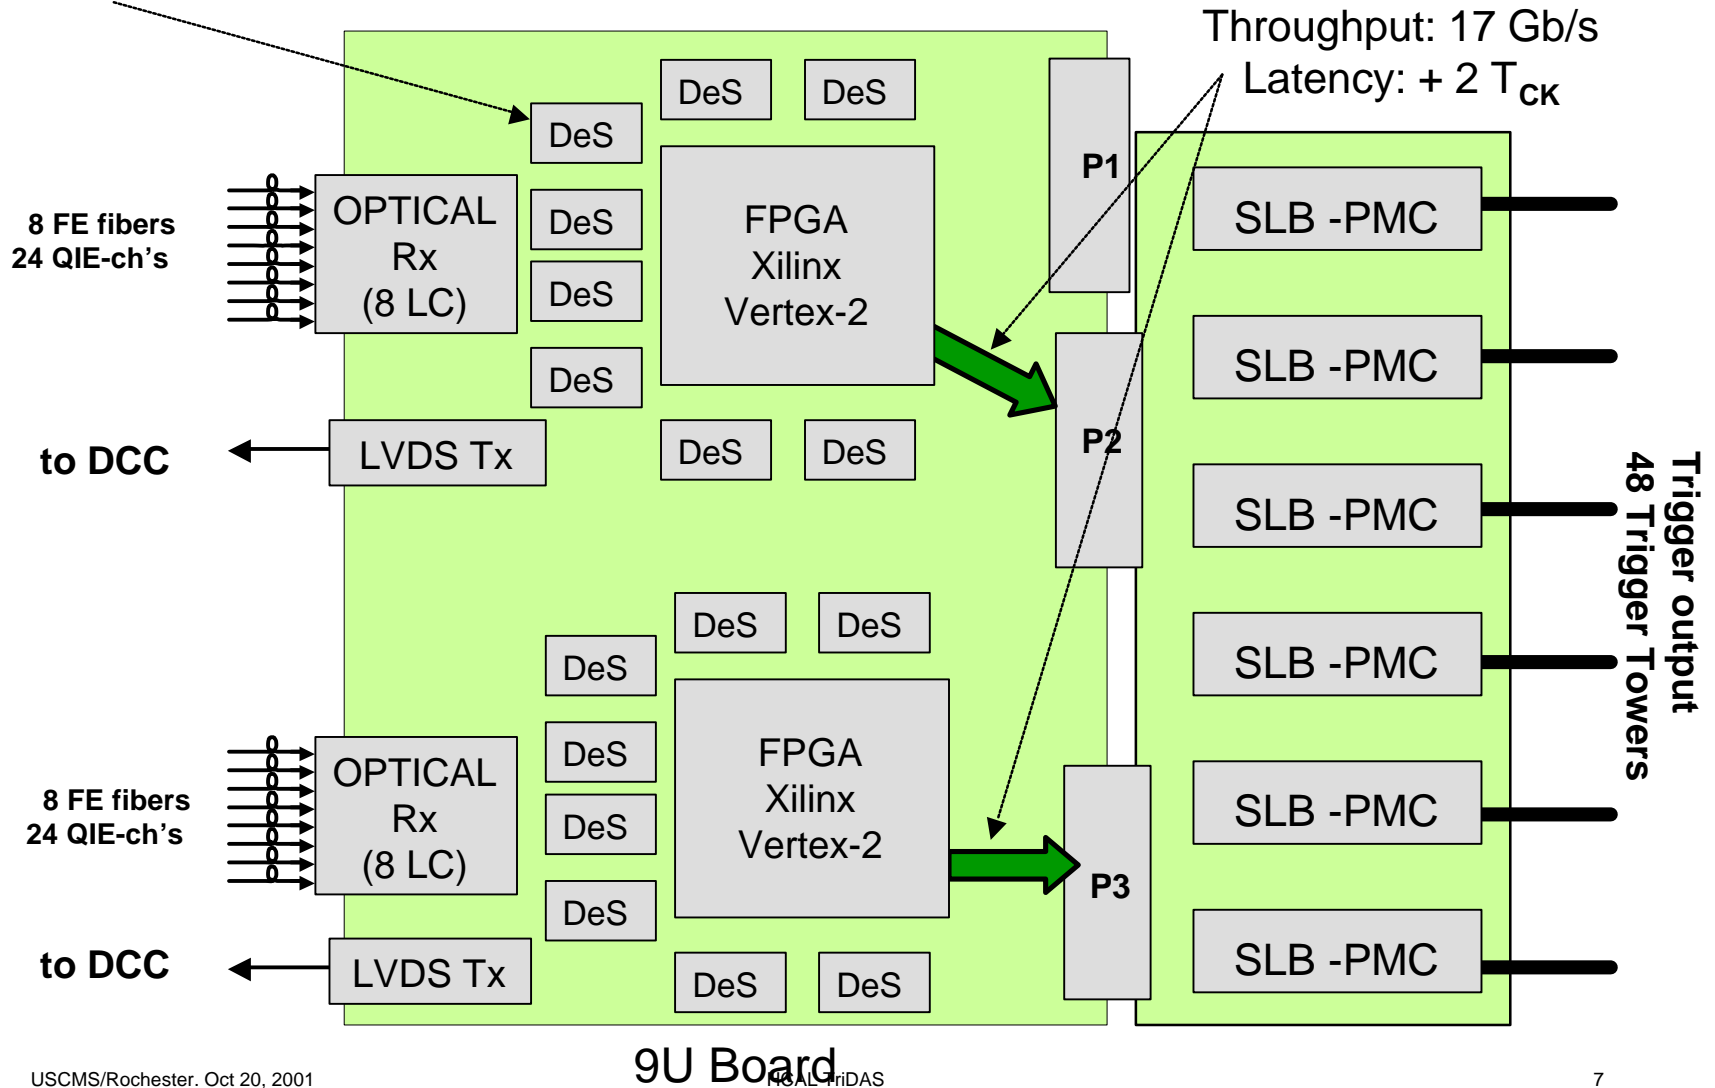 Throughput: 17 Gb/s
Latency: + 2 T_CK
DeS
DeS
DeS
P1
8 FE fibers
24 QIE-ch's
OPTICAL
Rx
(8 LC)
DeS
DeS
DeS
FPGA
Xilinx
Vertex-2
SLB -PMC
SLB -PMC
to DCC
LVDS Tx
DeS
DeS
P2
SLB -PMC
Trigger output
48 Trigger Towers
DeS
DeS
DeS
SLB -PMC
8 FE fibers
24 QIE-ch's
OPTICAL
Rx
(8 LC)
DeS
DeS
DeS
FPGA
Xilinx
Vertex-2
P3
SLB -PMC
to DCC
LVDS Tx
DeS
DeS
SLB -PMC
9U Board
USCMS/Rochester. Oct 20, 2001
HCAL TriDAS
7